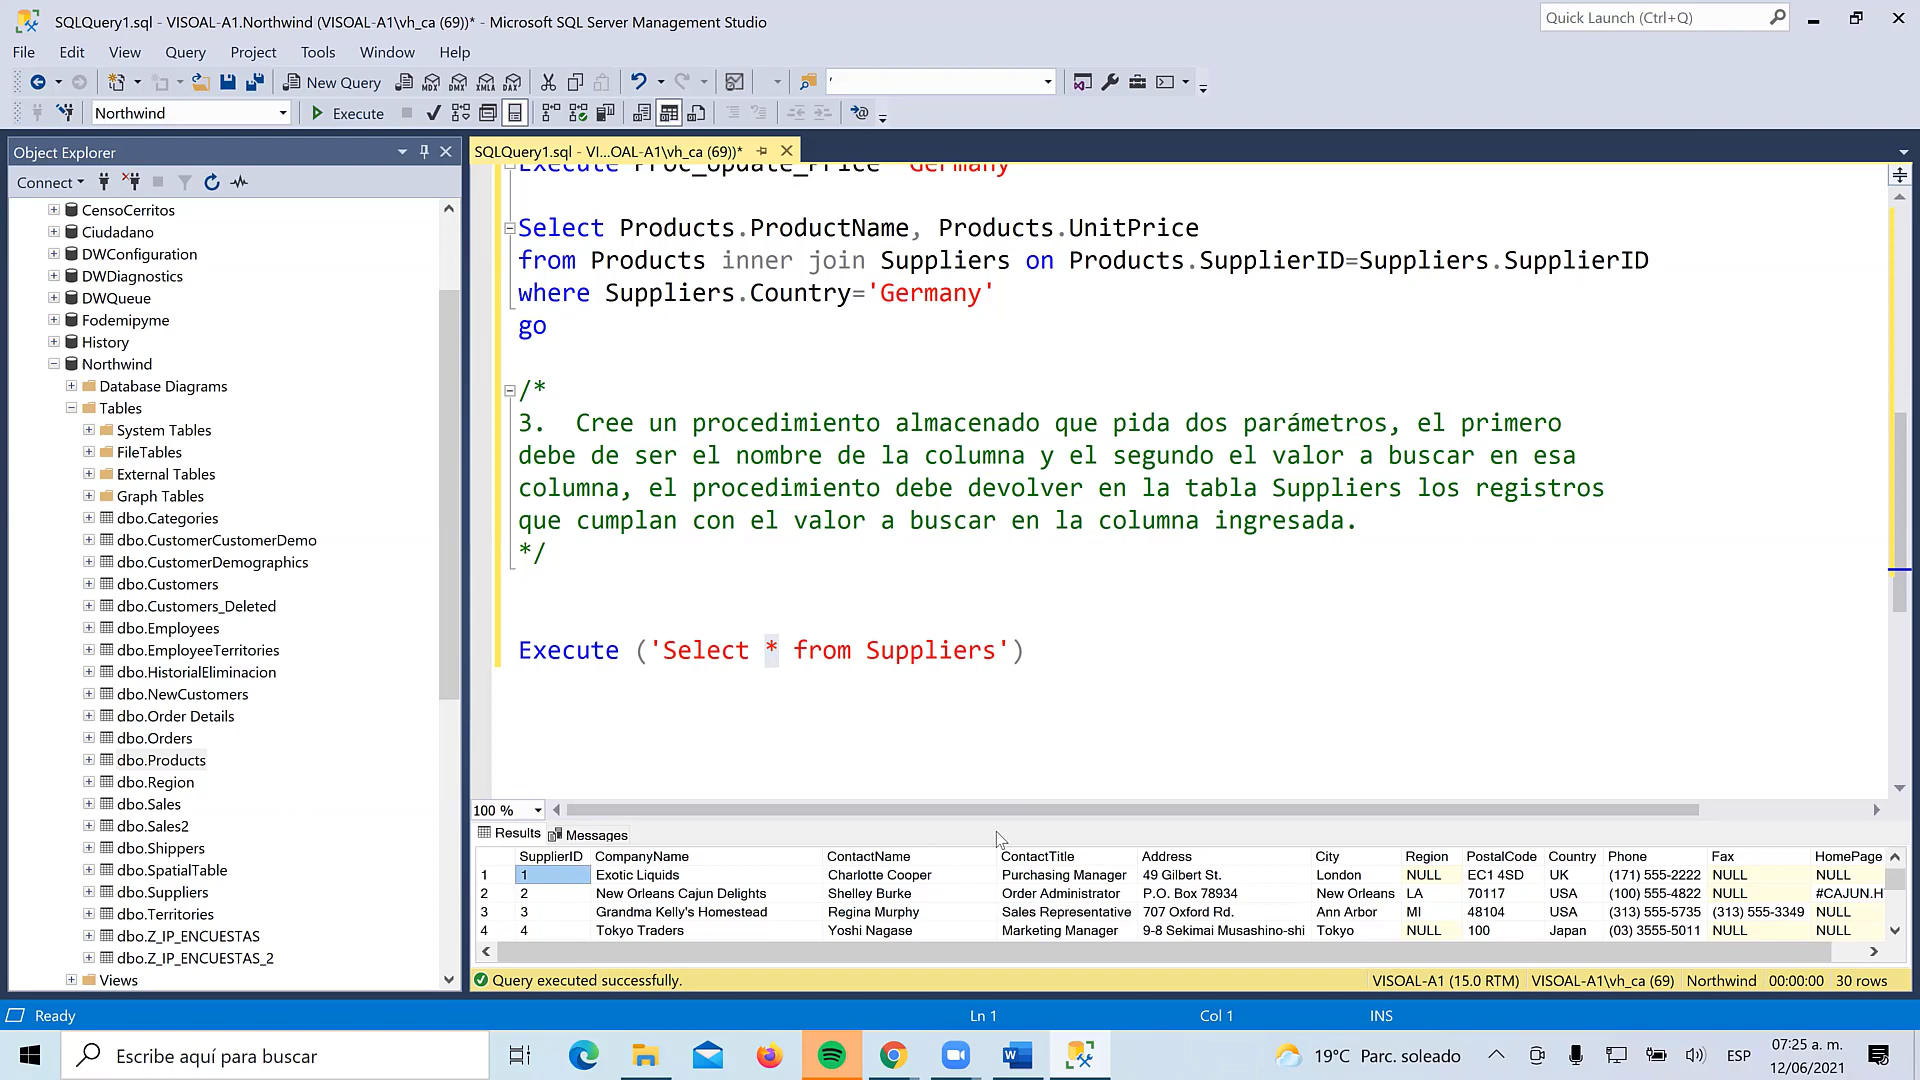 SQLQuery1.sql - VISOAL-A1.Northwind (VISOAL-A1\vh_ca (69))* - Microsoft SQL Server Management Studio
Quick Launch (Ctrl+Q)
File Edit View Query Project Tools Window Help
New Query MDX DMX XMLA DAX '
Northwind Execute
Object Explorer
SQLQuery1.sql - VI...OAL-A1\vh_ca (69))*
Connect
CensoCerritos
Ciudadano
DWConfiguration
DWDiagnostics
DWQueue
Fodemipyme
History
Northwind
Database Diagrams
Tables
System Tables
FileTables
External Tables
Graph Tables
dbo.Categories
dbo.CustomerCustomerDemo
dbo.CustomerDemographics
dbo.Customers
dbo.Customers_Deleted
dbo.Employees
dbo.EmployeeTerritories
dbo.HistorialEliminacion
dbo.NewCustomers
dbo.Order Details
dbo.Orders
dbo.Products
dbo.Region
dbo.Sales
dbo.Sales2
dbo.Shippers
dbo.SpatialTable
dbo.Suppliers
dbo.Territories
dbo.Z_IP_ENCUESTAS
dbo.Z_IP_ENCUESTAS_2
Views
Execute Proc_Update_Price 'Germany'
Select Products.ProductName, Products.UnitPrice
from Products inner join Suppliers on Products.SupplierID=Suppliers.SupplierID
where Suppliers.Country='Germany'
go
/*
3. Cree un procedimiento almacenado que pida dos parámetros, el primero
debe de ser el nombre de la columna y el segundo el valor a buscar en esa
columna, el procedimiento debe devolver en la tabla Suppliers los registros
que cumplan con el valor a buscar en la columna ingresada.
*/
Execute ('Select * from Suppliers')
100 %
Results Messages
SupplierID CompanyName ContactName ContactTitle Address City Region PostalCode Country Phone Fax HomePage
1 1 Exotic Liquids Charlotte Cooper Purchasing Manager 49 Gilbert St. London NULL EC1 4SD UK (171) 555-2222 NULL NULL
2 2 New Orleans Cajun Delights Shelley Burke Order Administrator P.O. Box 78934 New Orleans LA 70117 USA (100) 555-4822 NULL #CAJUN.H
3 3 Grandma Kelly's Homestead Regina Murphy Sales Representative 707 Oxford Rd. Ann Arbor MI 48104 USA (313) 555-5735 (313) 555-3349 NULL
4 4 Tokyo Traders Yoshi Nagase Marketing Manager 9-8 Sekimai Musashino-shi Tokyo NULL 100 Japan (03) 3555-5011 NULL NULL
Query executed successfully. VISOAL-A1 (15.0 RTM) VISOAL-A1\vh_ca (69) Northwind 00:00:00 30 rows
Ready Ln 1 Col 1 INS
Escribe aquí para buscar
19°C Parc. soleado
ESP
07:25 a. m.
12/06/2021